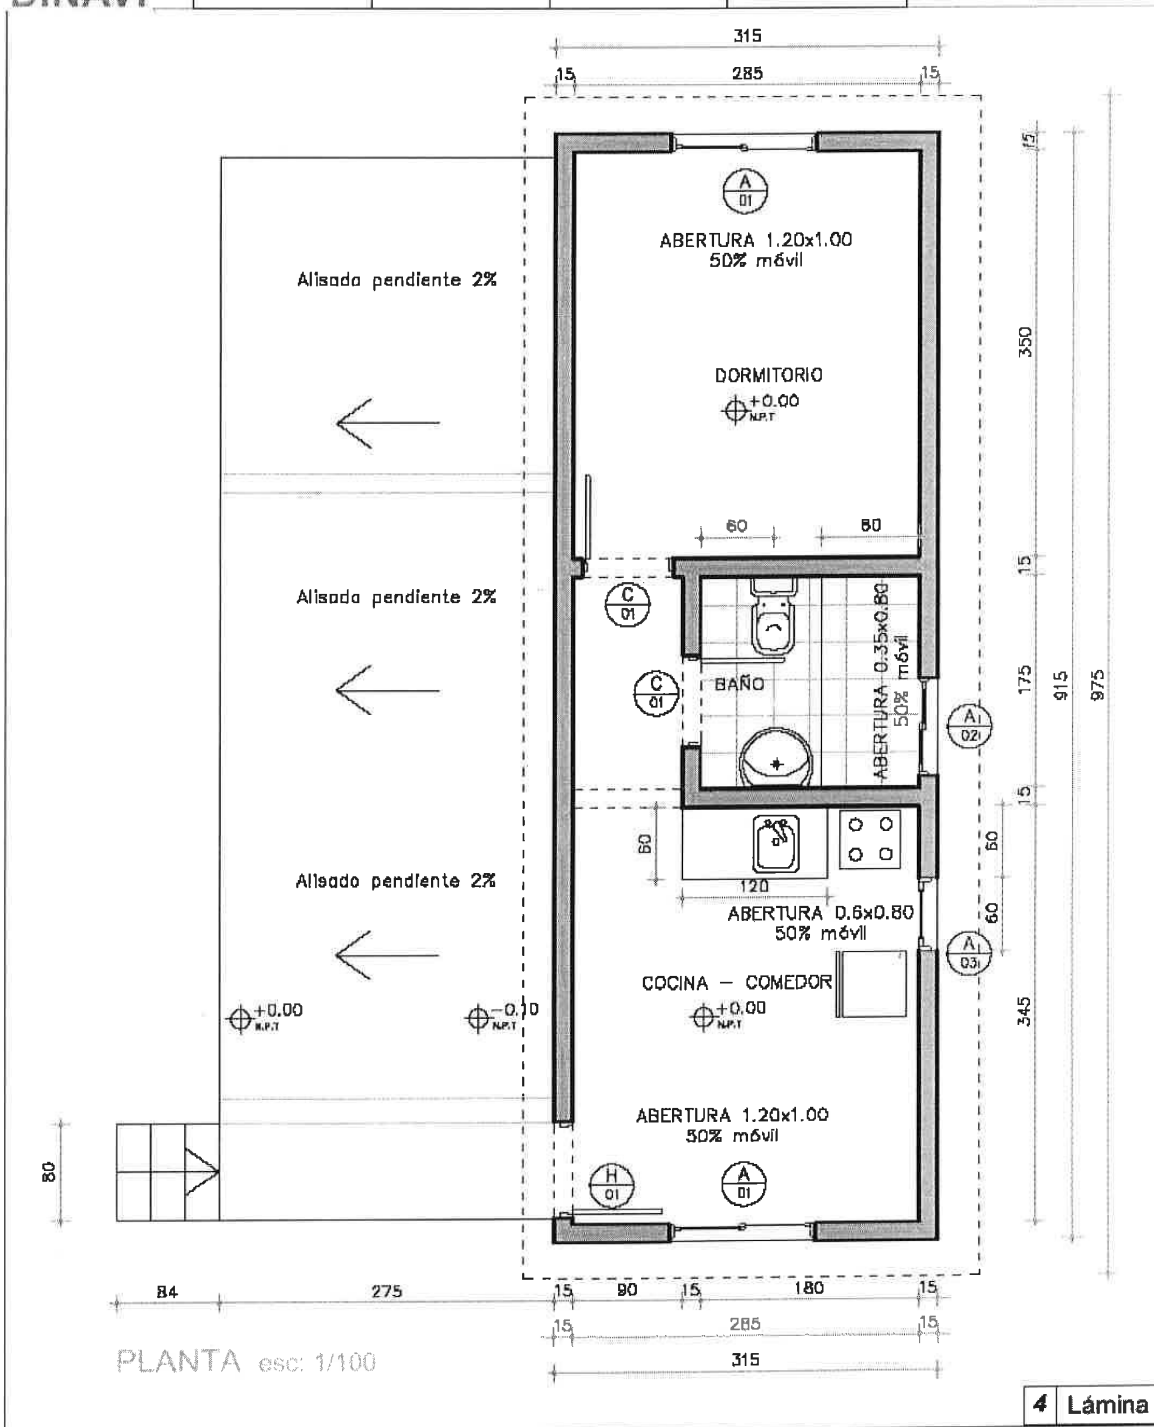 DINAVI
315
15 285 15
15
A
01
ABERTURA 1.20x1.00
50% móvil
Alisado pendiente 2%
350
DORMITORIO
+0.00
N.P.T
60 80
15
Alisado pendiente 2%
C
01
ABERTURA 0.35x0.80
50% móvil
C
01
BAÑO
175
915
975
A
02
15
60
60
Alisado pendiente 2%
120
ABERTURA 0.6x0.80
50% móvil
60
A
03
COCINA – COMEDOR
+0.00
N.P.T
-0.10
N.P.T
+0.00
N.P.T
345
ABERTURA 1.20x1.00
50% móvil
80
H
01
A
01
84 275 15 90 15 180 15
15 285 15
315
PLANTA esc: 1/100
4 Lámina